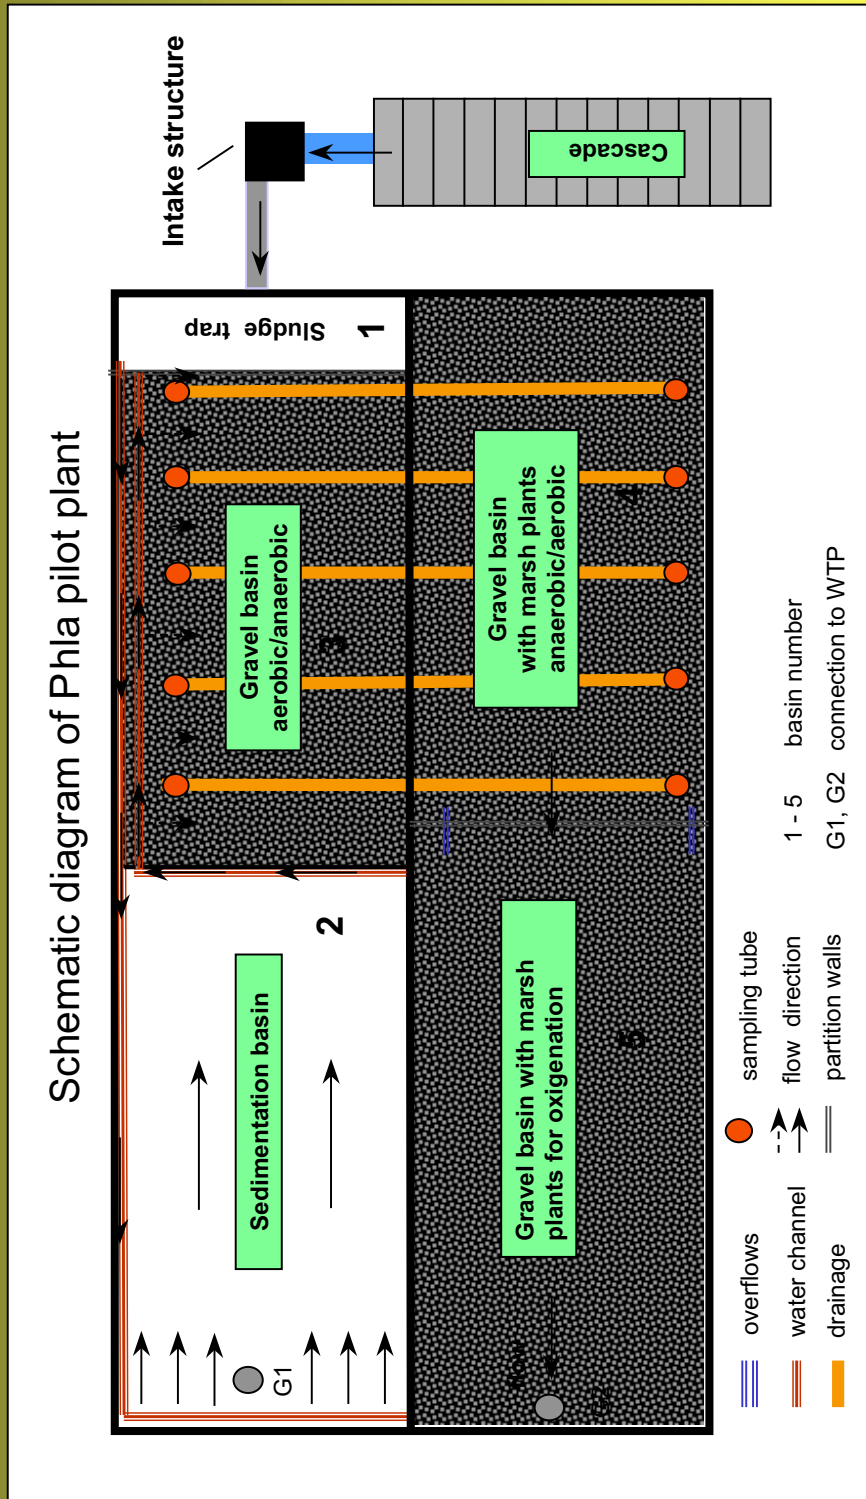 Schematic diagram of Phla pilot plant
Intake structure
Cascade
Sludge trap
1
Gravel basin
aerobic/anaerobic
3
Gravel basin
with marsh plants
anaerobic/aerobic
4
2
Sedimentation basin
G1
Gravel basin with marsh
plants for oxigenation
5
flow
G2
overflows
water channel
drainage
sampling tube
flow direction
partition walls
1 - 5 basin number
G1, G2 connection to WTP